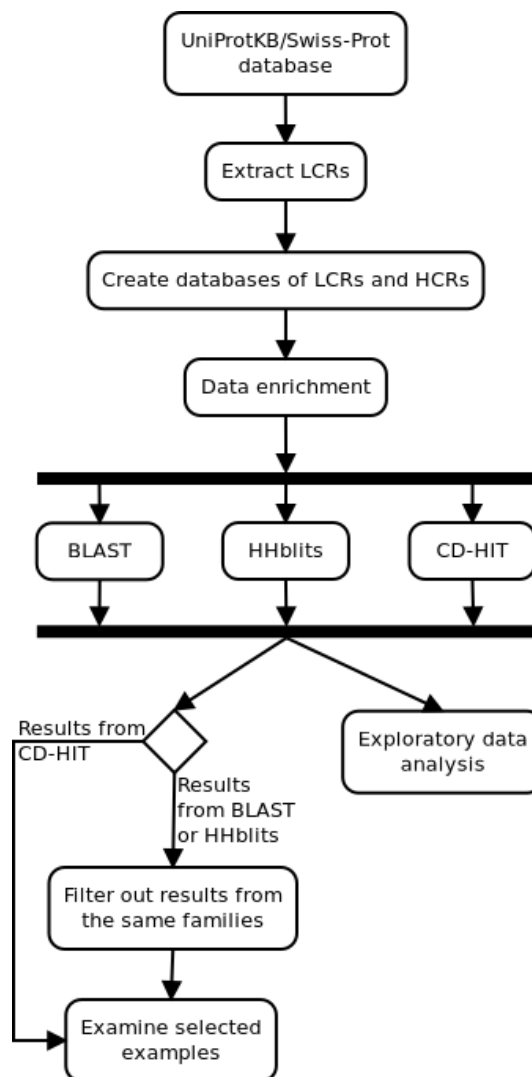 UniProtKB/Swiss-Prot
database
Extract LCRs
Create databases of LCRs and HCRs
Data enrichment
BLAST
HHblits
CD-HIT
Results from
CD-HIT
Exploratory data
analysis
Results
from BLAST
or HHblits
Filter out results from
the same families
Examine selected
examples